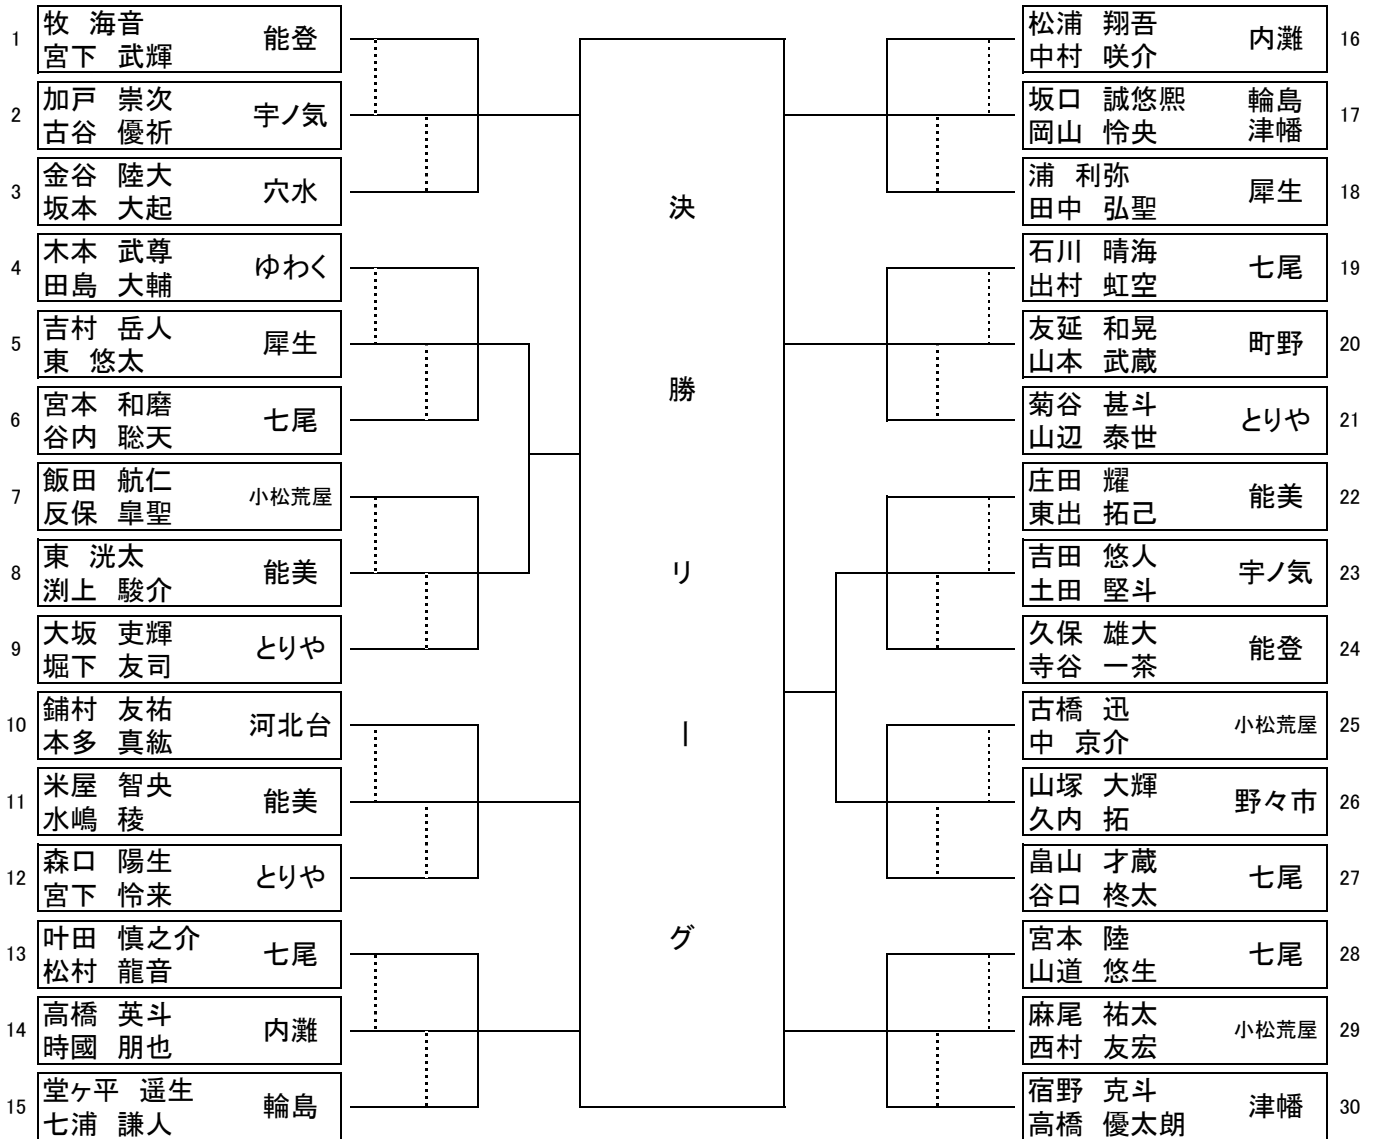 1 牧 海音 宮下 武輝 能登
2 加戸 崇次 古谷 優祈 宇ノ気
3 金谷 陸大 坂本 大起 穴水
4 木本 武尊 田島 大輔 ゆわく
5 吉村 岳人 東 悠太 犀生
6 宮本 和磨 谷内 聡天 七尾
7 飯田 航仁 反保 皐聖 小松荒屋
8 東 洸太 渕上 駿介 能美
9 大坂 吏輝 堀下 友司 とりや
10 鋪村 友祐 本多 真紘 河北台
11 米屋 智央 水嶋 稜 能美
12 森口 陽生 宮下 怜来 とりや
13 叶田 慎之介 松村 龍音 七尾
14 高橋 英斗 時國 朋也 内灘
15 堂ヶ平 遥生 七浦 謙人 輪島
決勝リーグ
松浦 翔吾 中村 咲介 内灘 16
坂口 誠悠熙 岡山 怜央 輪島 津幡 17
浦 利弥 田中 弘聖 犀生 18
石川 晴海 出村 虹空 七尾 19
友延 和晃 山本 武蔵 町野 20
菊谷 甚斗 山辺 泰世 とりや 21
庄田 耀 東出 拓己 能美 22
吉田 悠人 土田 堅斗 宇ノ気 23
久保 雄大 寺谷 一茶 能登 24
古橋 迅 中 京介 小松荒屋 25
山塚 大輝 久内 拓 野々市 26
畠山 才蔵 谷口 柊太 七尾 27
宮本 陸 山道 悠生 七尾 28
麻尾 祐太 西村 友宏 小松荒屋 29
宿野 克斗 高橋 優太朗 津幡 30